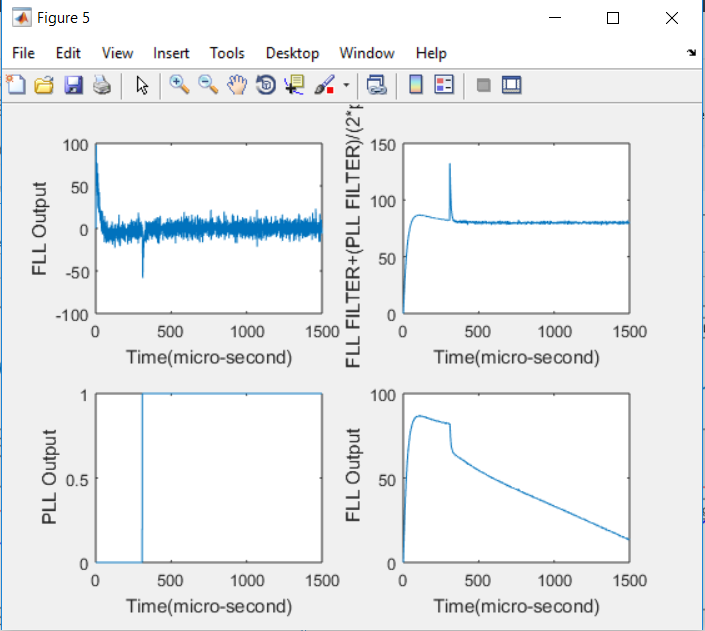 Figure 5
File Edit View Insert Tools Desktop Window Help
FLL Output
100
50
0
-50
-100
0 500 1000 1500
Time(micro-second)
FLL FILTER+(PLL FILTER)/(2*p
150
100
50
0
0 500 1000 1500
Time(micro-second)
PLL Output
1
0.5
0
0 500 1000 1500
Time(micro-second)
FLL Output
100
50
0
0 500 1000 1500
Time(micro-second)